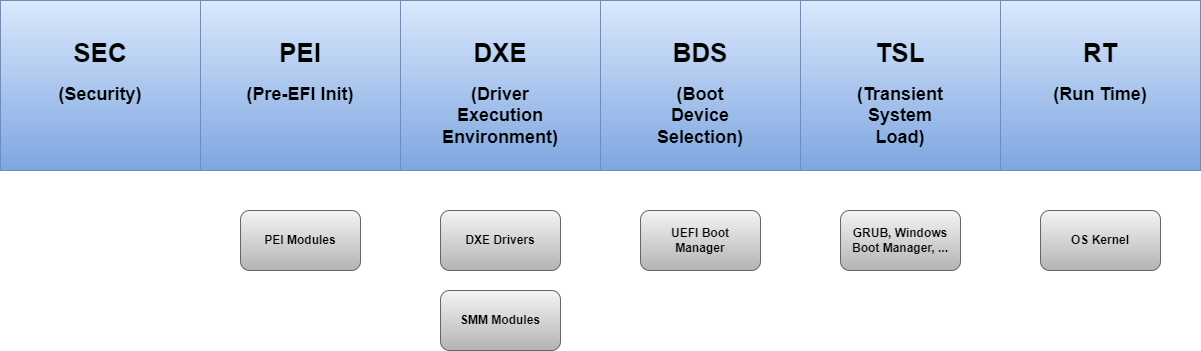 SEC
(Security)
PEI
(Pre-EFI Init)
DXE
(Driver
Execution
Environment)
BDS
(Boot
Device
Selection)
TSL
(Transient
System
Load)
RT
(Run Time)
PEI Modules
DXE Drivers
UEFI Boot
Manager
GRUB, Windows
Boot Manager, ...
OS Kernel
SMM Modules